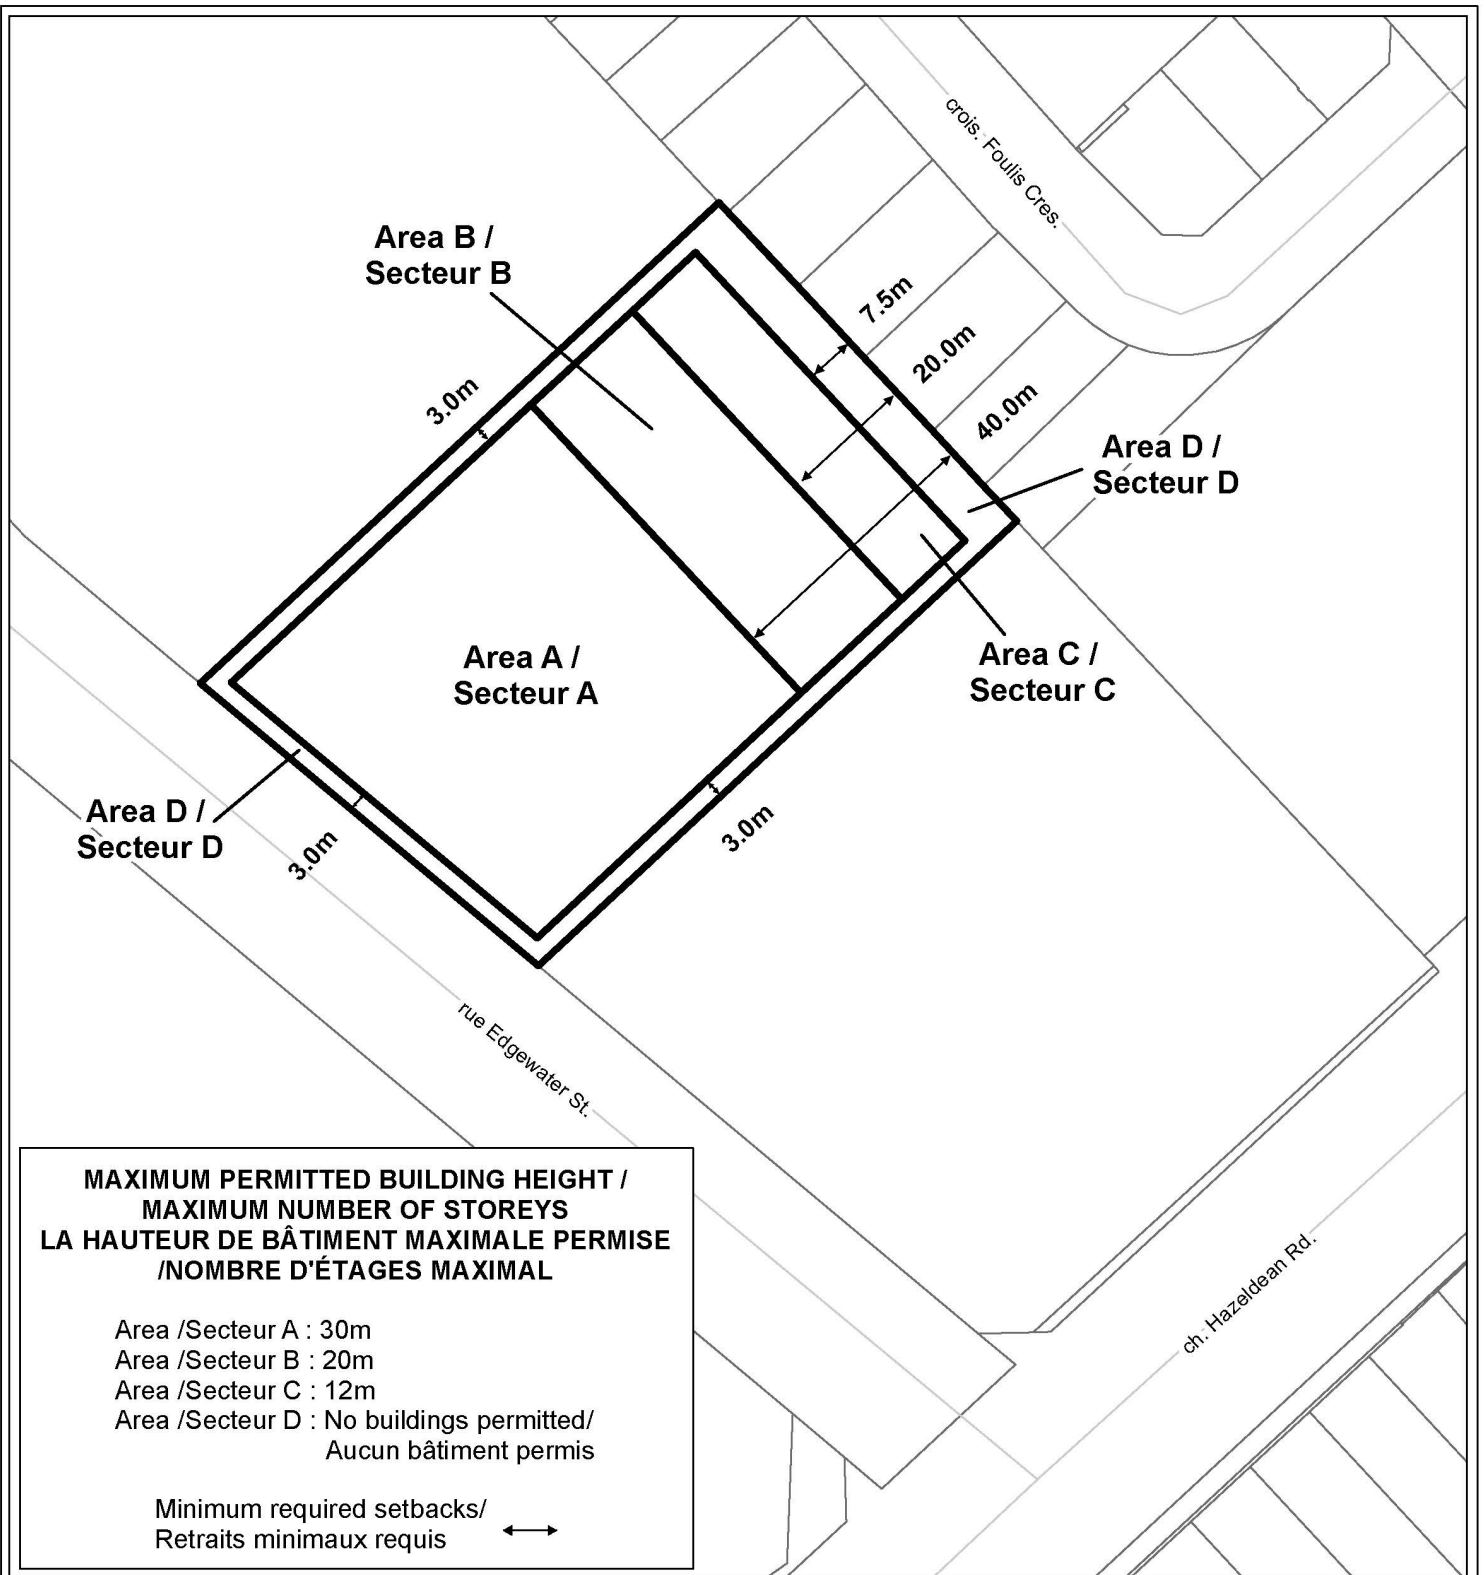 crois. Foulis Cres.
Area B /
Secteur B
7.5m
20.0m
40.0m
3.0m
Area D /
Secteur D
Area A /
Secteur A
Area C /
Secteur C
Area D /
Secteur D
3.0m
3.0m
rue Edgewater St.
ch. Hazeldean Rd.
MAXIMUM PERMITTED BUILDING HEIGHT /
MAXIMUM NUMBER OF STOREYS
LA HAUTEUR DE BÂTIMENT MAXIMALE PERMISE
/NOMBRE D'ÉTAGES MAXIMAL
Area /Secteur A : 30m
Area /Secteur B : 20m
Area /Secteur C : 12m
Area /Secteur D : No buildings permitted/
Aucun bâtiment permis
Minimum required setbacks/
Retraits minimaux requis